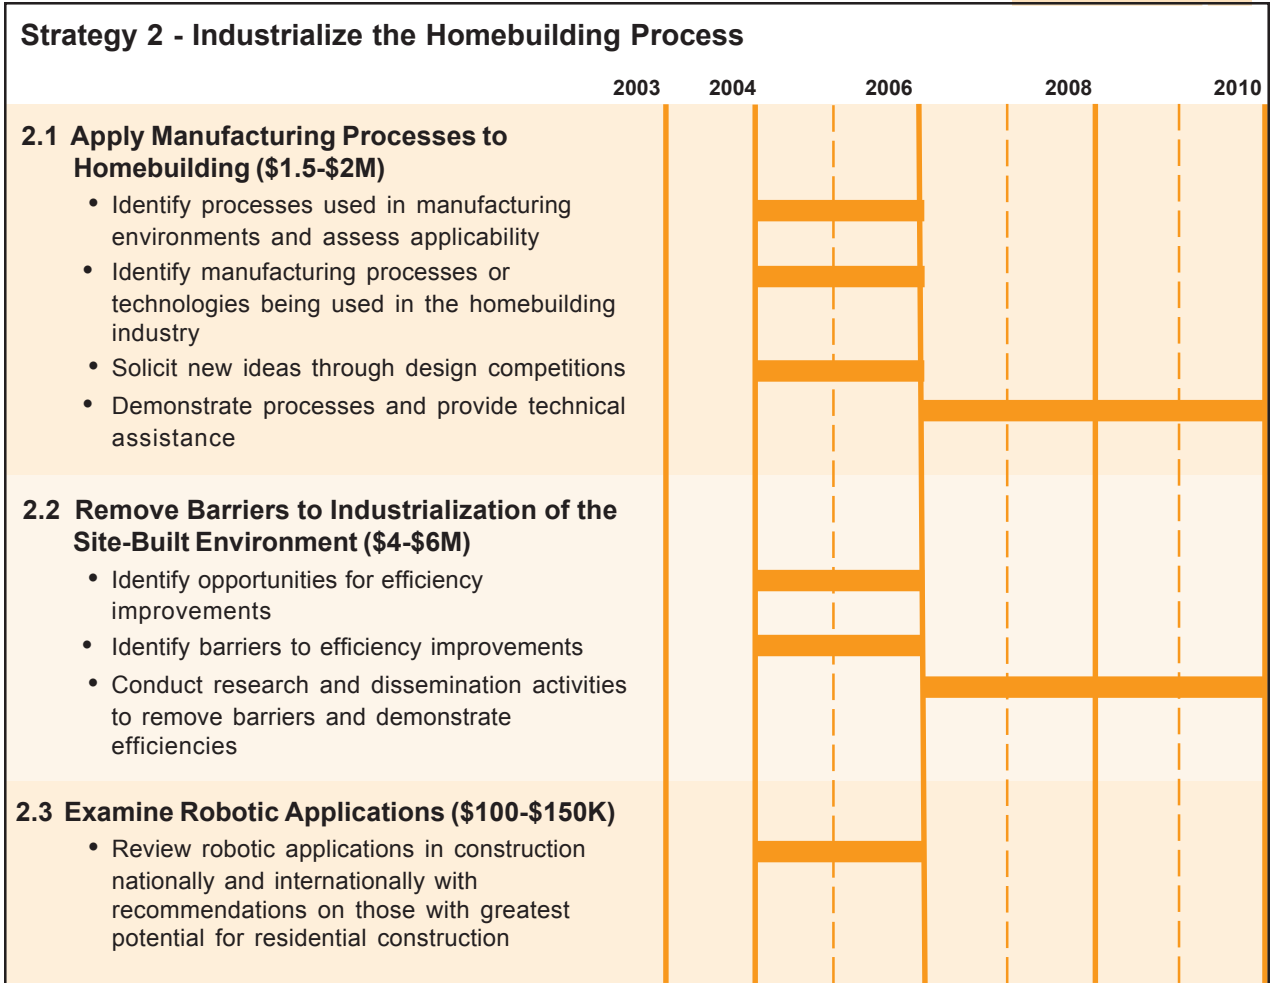 Strategy 2 - Industrialize the Homebuilding Process
2003 2004 2006 2008 2010
2.1 Apply Manufacturing Processes to
Homebuilding ($1.5-$2M)
• Identify processes used in manufacturing
environments and assess applicability
• Identify manufacturing processes or
technologies being used in the homebuilding
industry
• Solicit new ideas through design competitions
• Demonstrate processes and provide technical
assistance
2.2 Remove Barriers to Industrialization of the
Site-Built Environment ($4-$6M)
• Identify opportunities for efficiency
improvements
• Identify barriers to efficiency improvements
• Conduct research and dissemination activities
to remove barriers and demonstrate
efficiencies
2.3 Examine Robotic Applications ($100-$150K)
• Review robotic applications in construction
nationally and internationally with
recommendations on those with greatest
potential for residential construction